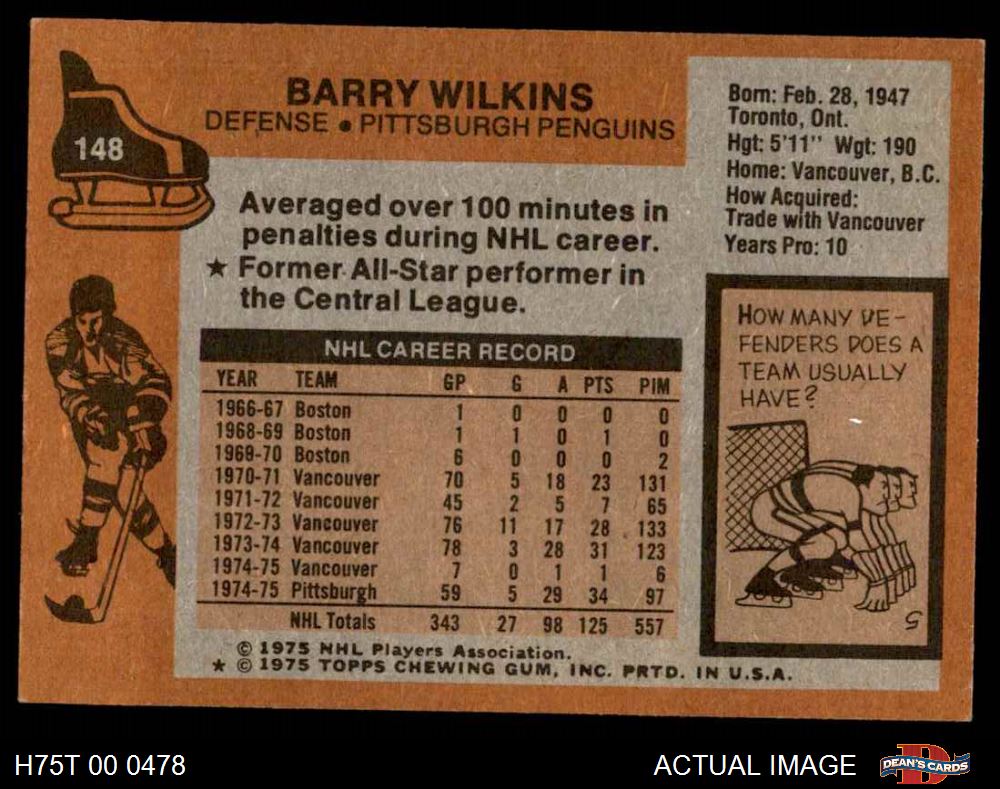 148
BARRY WILKINS
DEFENSE • PITTSBURGH PENGUINS
Averaged over 100 minutes in
penalties during NHL career.
★ Former All-Star performer in
the Central League.
NHL CAREER RECORD
YEAR TEAM GP G A PTS PIM
1966-67 Boston 1 0 0 0 0
1968-69 Boston 1 1 0 1 0
1969-70 Boston 6 0 0 0 2
1970-71 Vancouver 70 5 18 23 131
1971-72 Vancouver 45 2 5 7 65
1972-73 Vancouver 76 11 17 28 133
1973-74 Vancouver 78 3 28 31 123
1974-75 Vancouver 7 0 1 1 6
1974-75 Pittsburgh 59 5 29 34 97
NHL Totals 343 27 98 125 557
© 1975 NHL Players Association.
★ © 1975 TOPPS CHEWING GUM, INC. PRTD. IN U.S.A.
Born: Feb. 28, 1947
Toronto, Ont.
Hgt: 5'11" Wgt: 190
Home: Vancouver, B.C.
How Acquired:
Trade with Vancouver
Years Pro: 10
HOW MANY DE-
FENDERS DOES A
TEAM USUALLY
HAVE?
5
H75T 00 0478
ACTUAL IMAGE
D
DEAN'S CARDS